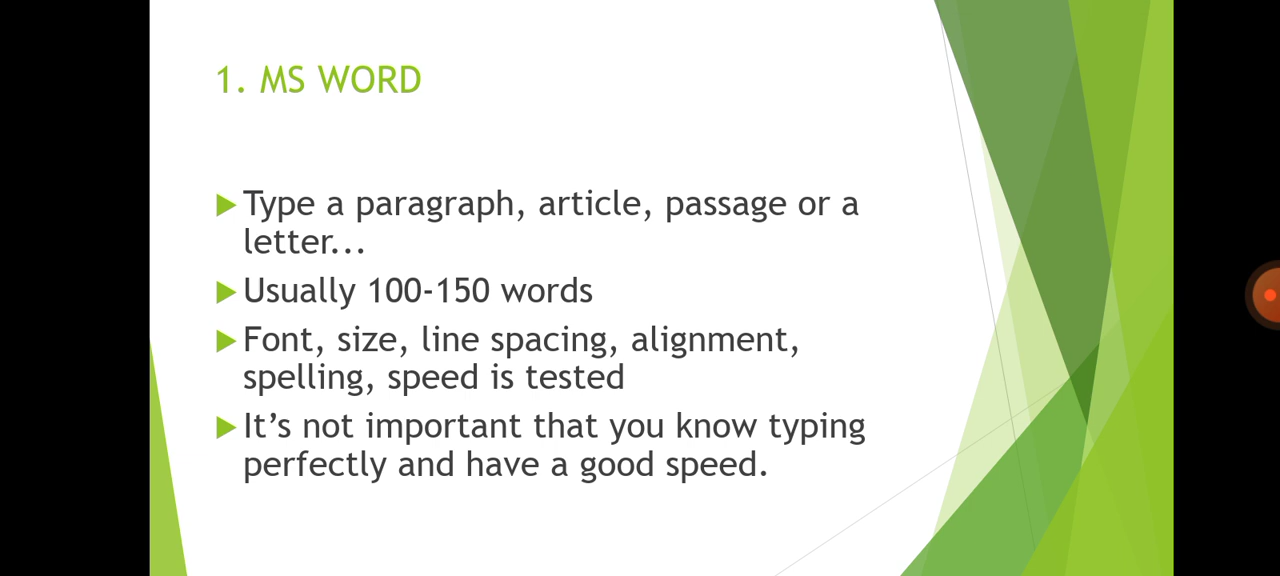 1. MS WORD
Type a paragraph, article, passage or a
letter...
Usually 100-150 words
Font, size, line spacing, alignment,
spelling, speed is tested
It’s not important that you know typing
perfectly and have a good speed.